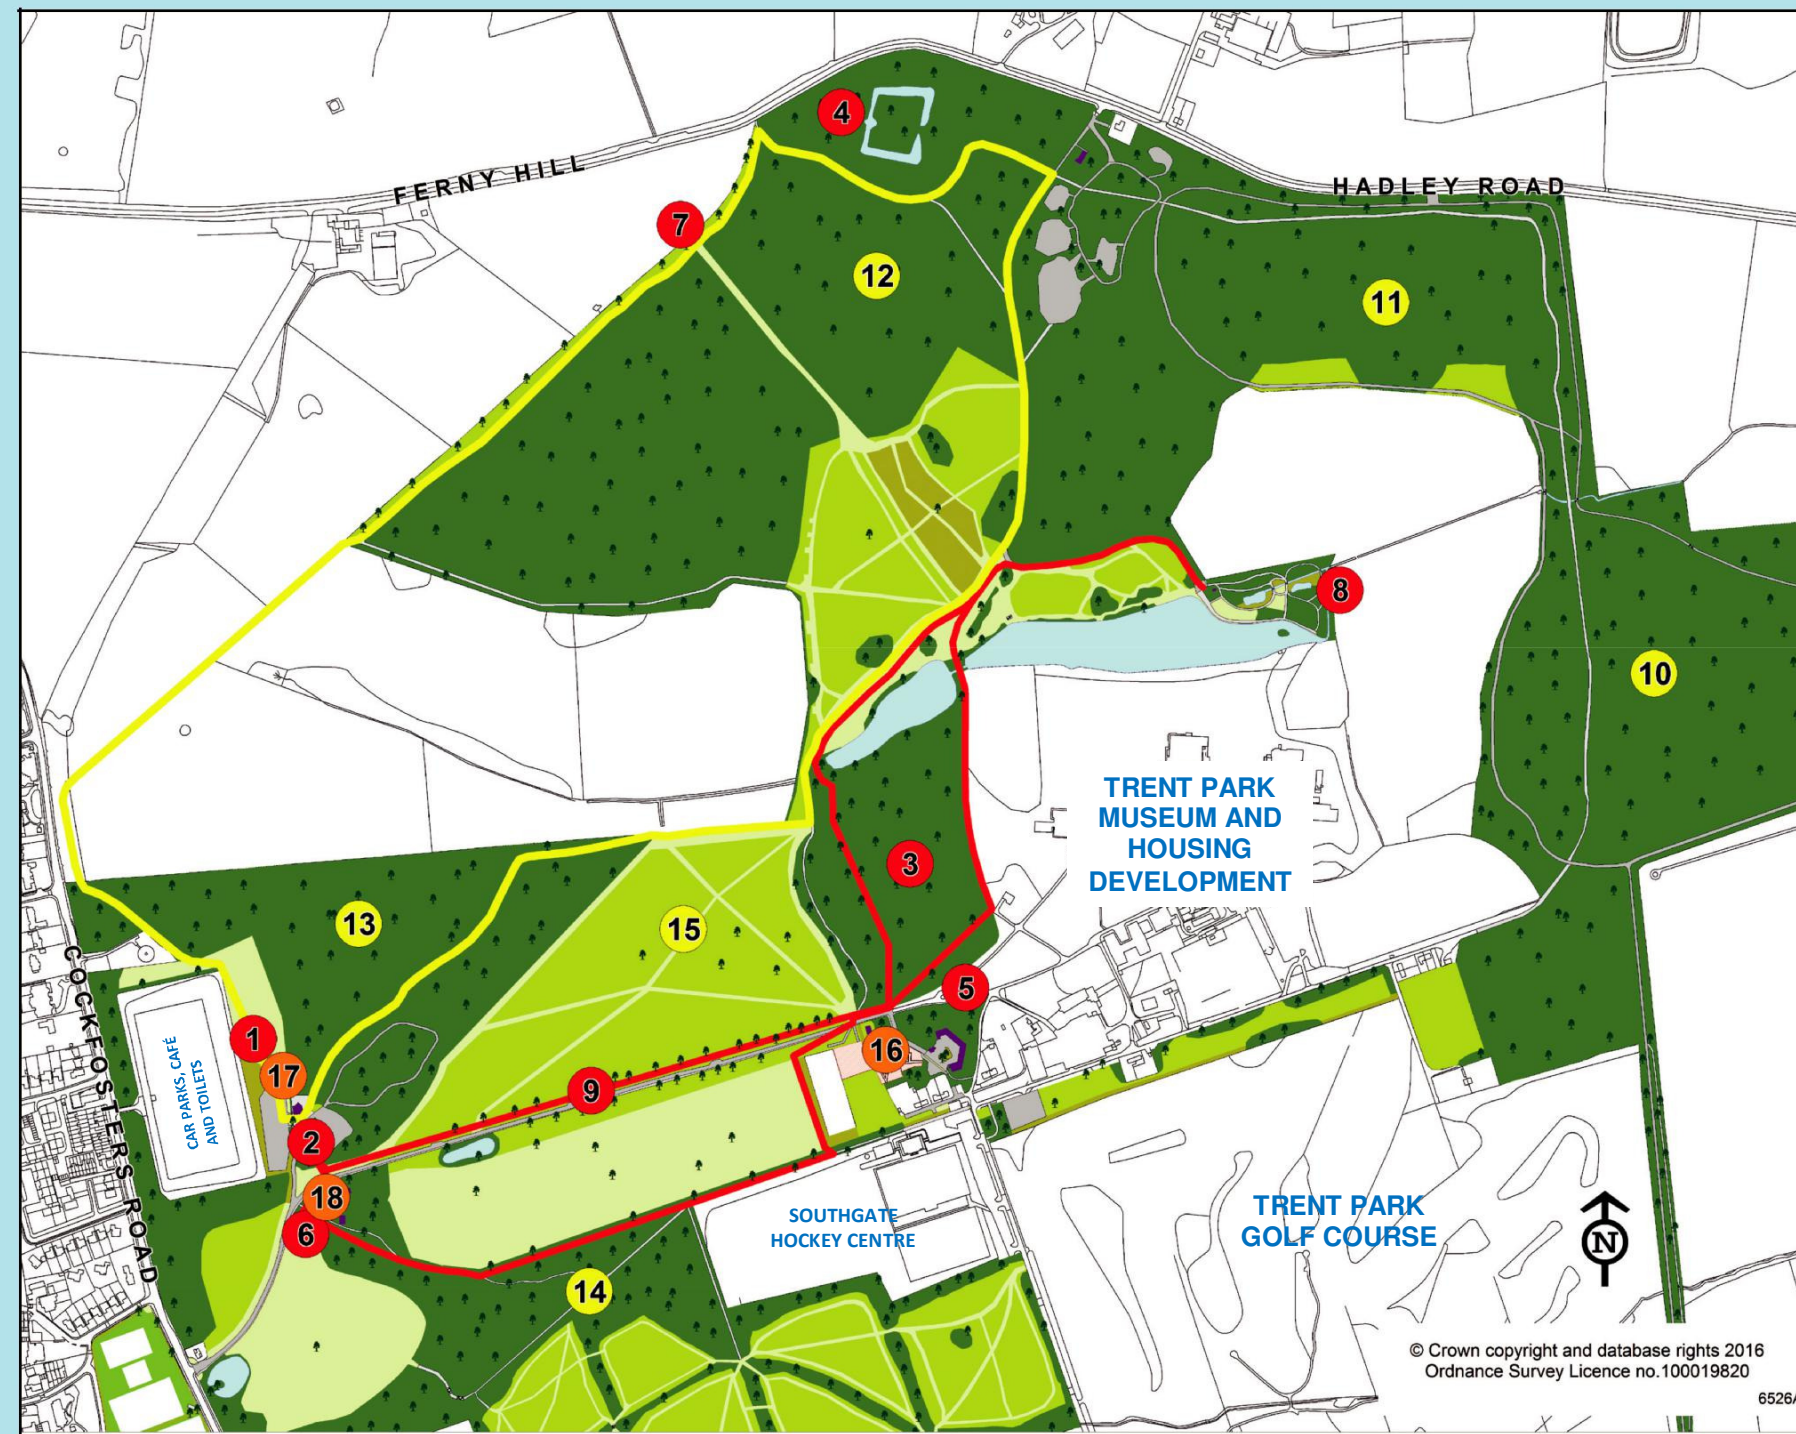 4
FERNY HILL
HADLEY ROAD
7
12
11
8
10
TRENT PARK
MUSEUM AND
HOUSING
DEVELOPMENT
3
13
15
COCKFOSTERS ROAD
5
1
CAR PARKS, CAFÉ
AND TOILETS
17
16
9
2
18
6
SOUTHGATE
HOCKEY CENTRE
TRENT PARK
GOLF COURSE
N
14
© Crown copyright and database rights 2016
Ordnance Survey Licence no.100019820